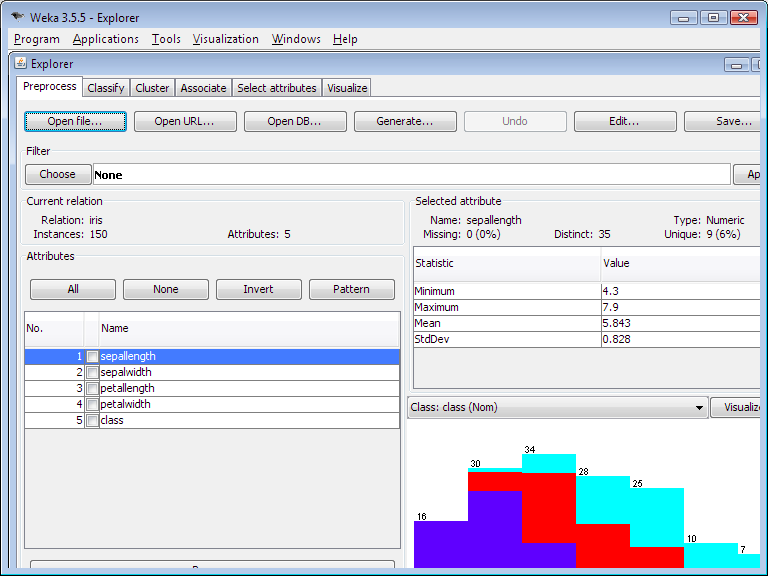 Weka 3.5.5 - Explorer
Program Applications Tools Visualization Windows Help
Explorer
Preprocess Classify Cluster Associate Select attributes Visualize
Open file... Open URL... Open DB... Generate... Undo Edit... Save...
Filter
Choose None Ap
Current relation
Relation: iris
Instances: 150 Attributes: 5
Attributes
All None Invert Pattern
No. Name
1 sepallength
2 sepalwidth
3 petallength
4 petalwidth
5 class
Selected attribute
Name: sepallength Type: Numeric
Missing: 0 (0%) Distinct: 35 Unique: 9 (6%)
Statistic Value
Minimum 4.3
Maximum 7.9
Mean 5.843
StdDev 0.828
Class: class (Nom) Visualiz
16 30 34 28 25 10 7